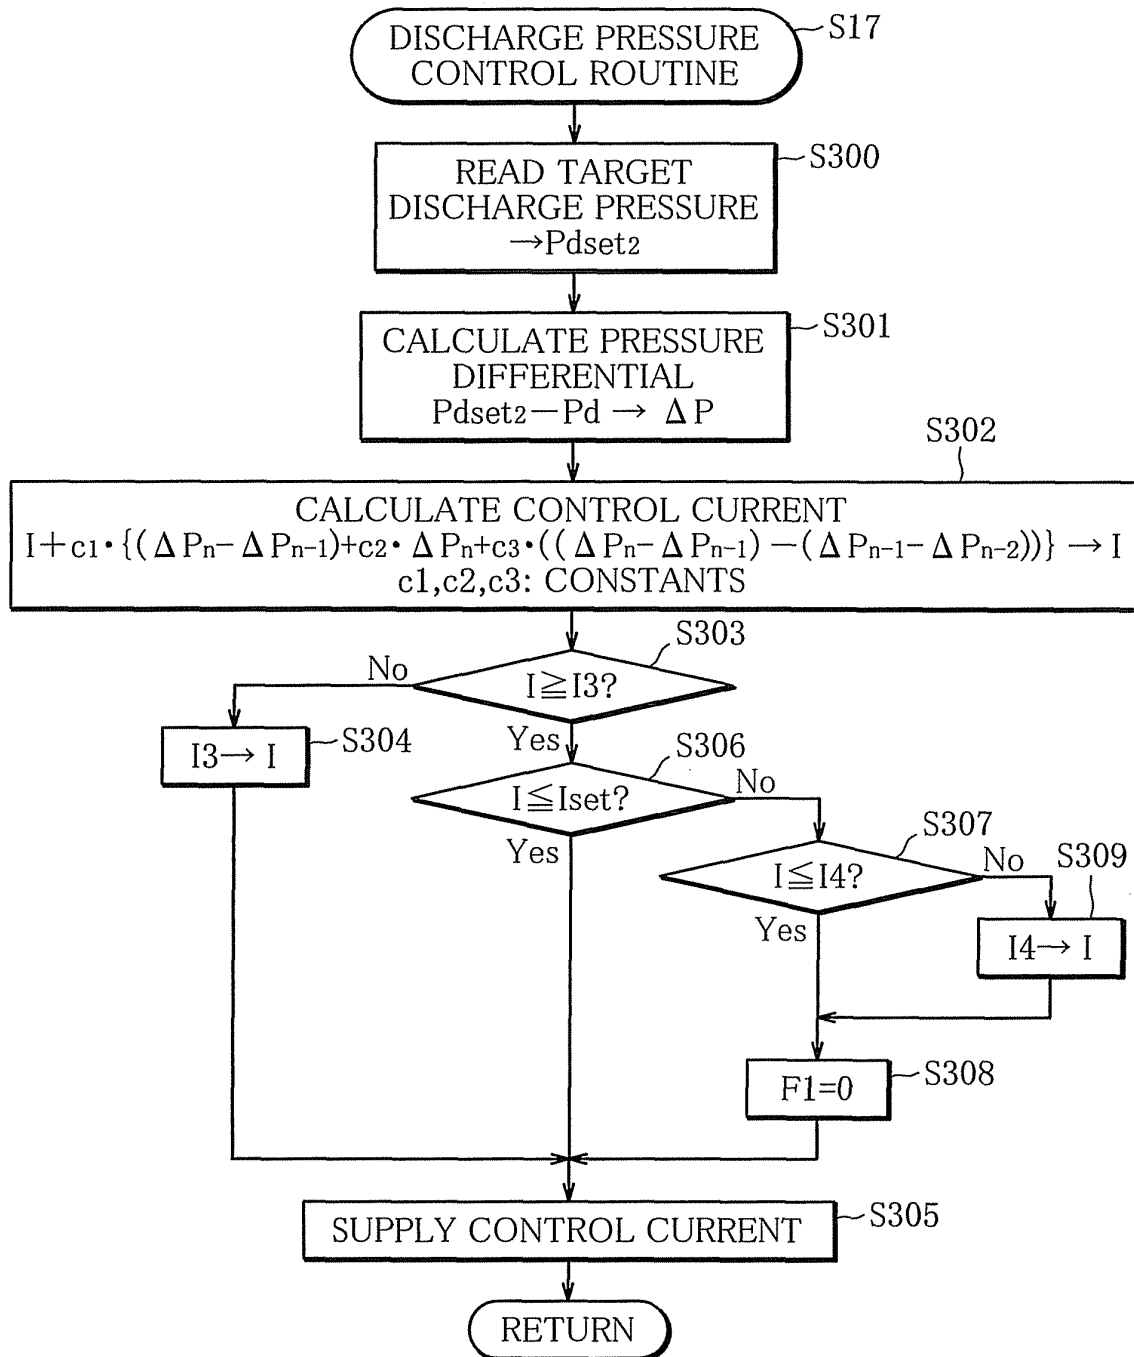 DISCHARGE PRESSURE
CONTROL ROUTINE
S17
READ TARGET
DISCHARGE PRESSURE
→Pdset2
S300
CALCULATE PRESSURE
DIFFERENTIAL
Pdset2−Pd → ΔP
S301
S302
CALCULATE CONTROL CURRENT
I+c1·{(ΔPn-ΔPn-1)+c2·ΔPn+c3·((ΔPn-ΔPn-1)−(ΔPn-1-ΔPn-2))}→I
c1,c2,c3: CONSTANTS
S303
I≧I3?
No
Yes
I3→ I
S304
S306
I≦Iset?
No
Yes
S307
I≦I4?
No
Yes
S309
I4→ I
F1=0
S308
SUPPLY CONTROL CURRENT
S305
RETURN